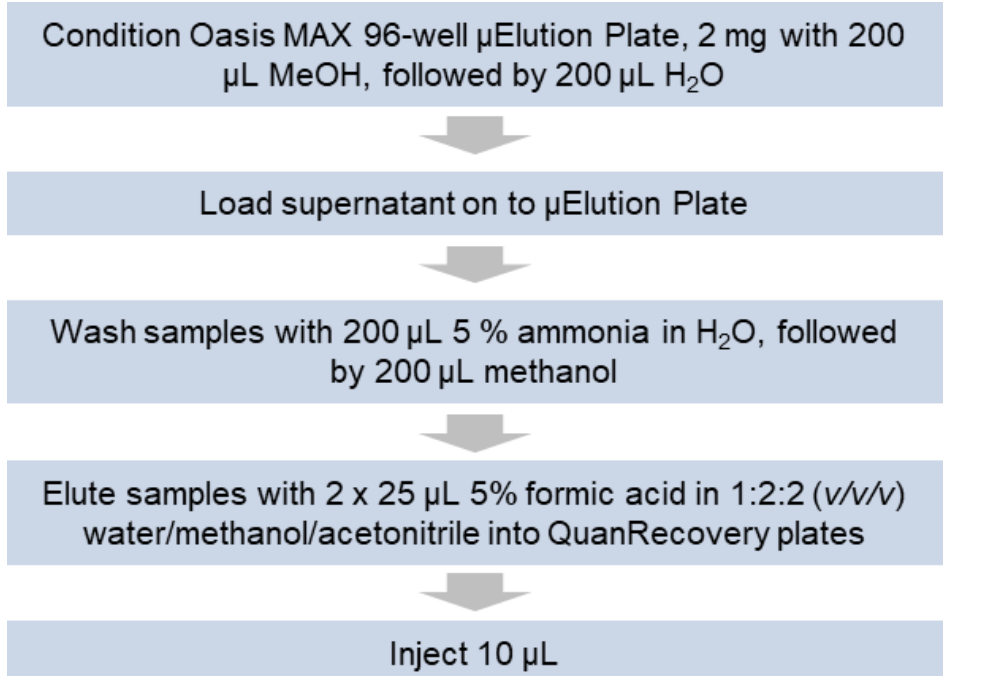 Condition Oasis MAX 96-well µElution Plate, 2 mg with 200
µL MeOH, followed by 200 µL H₂O
Load supernatant on to µElution Plate
Wash samples with 200 µL 5 % ammonia in H₂O, followed
by 200 µL methanol
Elute samples with 2 x 25 µL 5% formic acid in 1:2:2 (v/v/v)
water/methanol/acetonitrile into QuanRecovery plates
Inject 10 µL